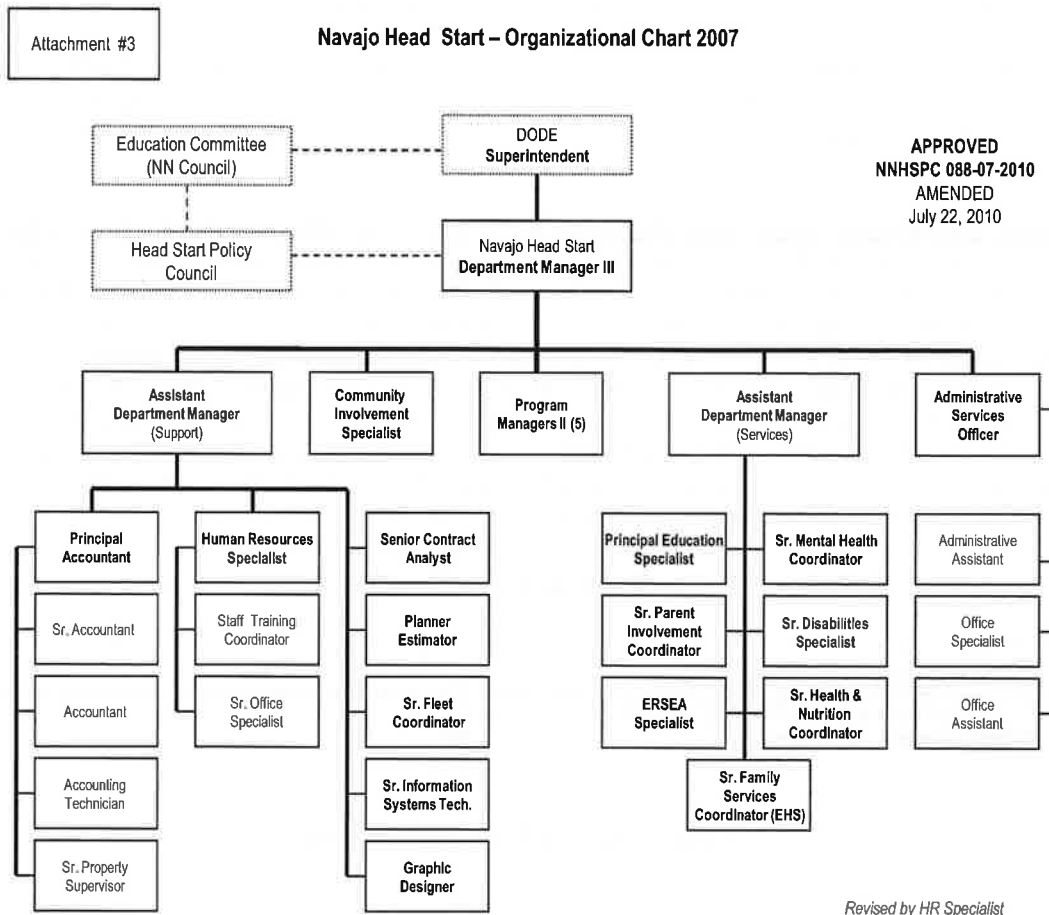 Attachment #3
Navajo Head Start – Organizational Chart 2007
Education Committee
(NN Council)
DODE
Superintendent
APPROVED
NNHSPC 088-07-2010
AMENDED
July 22, 2010
Head Start Policy
Council
Navajo Head Start
Department Manager III
Assistant
Department Manager
(Support)
Community
Involvement
Specialist
Program
Managers II (5)
Assistant
Department Manager
(Services)
Administrative
Services
Officer
Principal
Accountant
Human Resources
Specialist
Senior Contract
Analyst
Principal Education
Specialist
Sr. Mental Health
Coordinator
Administrative
Assistant
Sr. Accountant
Staff Training
Coordinator
Planner
Estimator
Sr. Parent
Involvement
Coordinator
Sr. Disabilities
Specialist
Office
Specialist
Accountant
Sr. Office
Specialist
Sr. Fleet
Coordinator
ERSEA
Specialist
Sr. Health &
Nutrition
Coordinator
Office
Assistant
Accounting
Technician
Sr. Information
Systems Tech.
Sr. Family
Services
Coordinator (EHS)
Sr. Property
Supervisor
Graphic
Designer
Revised by HR Specialist